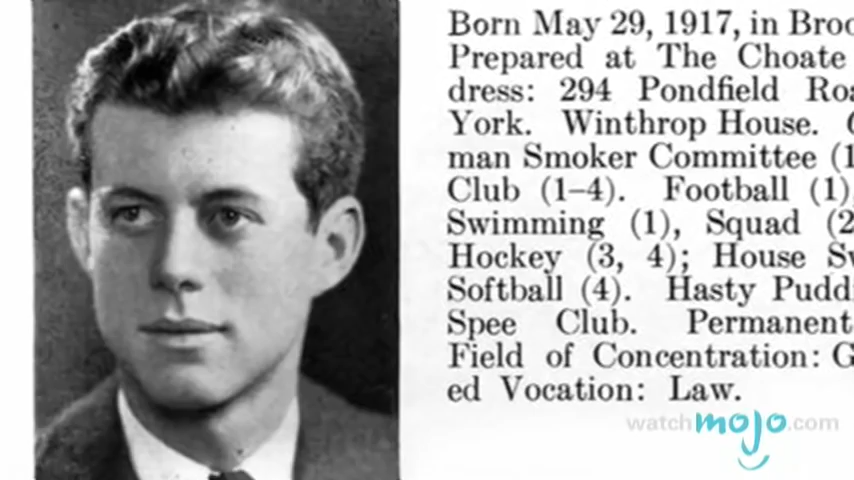 Born May 29, 1917, in Broo
Prepared at The Choate
dress: 294 Pondfield Roa
York. Winthrop House.
man Smoker Committee (1
Club (1–4). Football (1),
Swimming (1), Squad (2
Hockey (3, 4); House Sw
Softball (4). Hasty Pudd
Spee Club. Permanent
Field of Concentration: G
ed Vocation: Law.
watchmojo.com